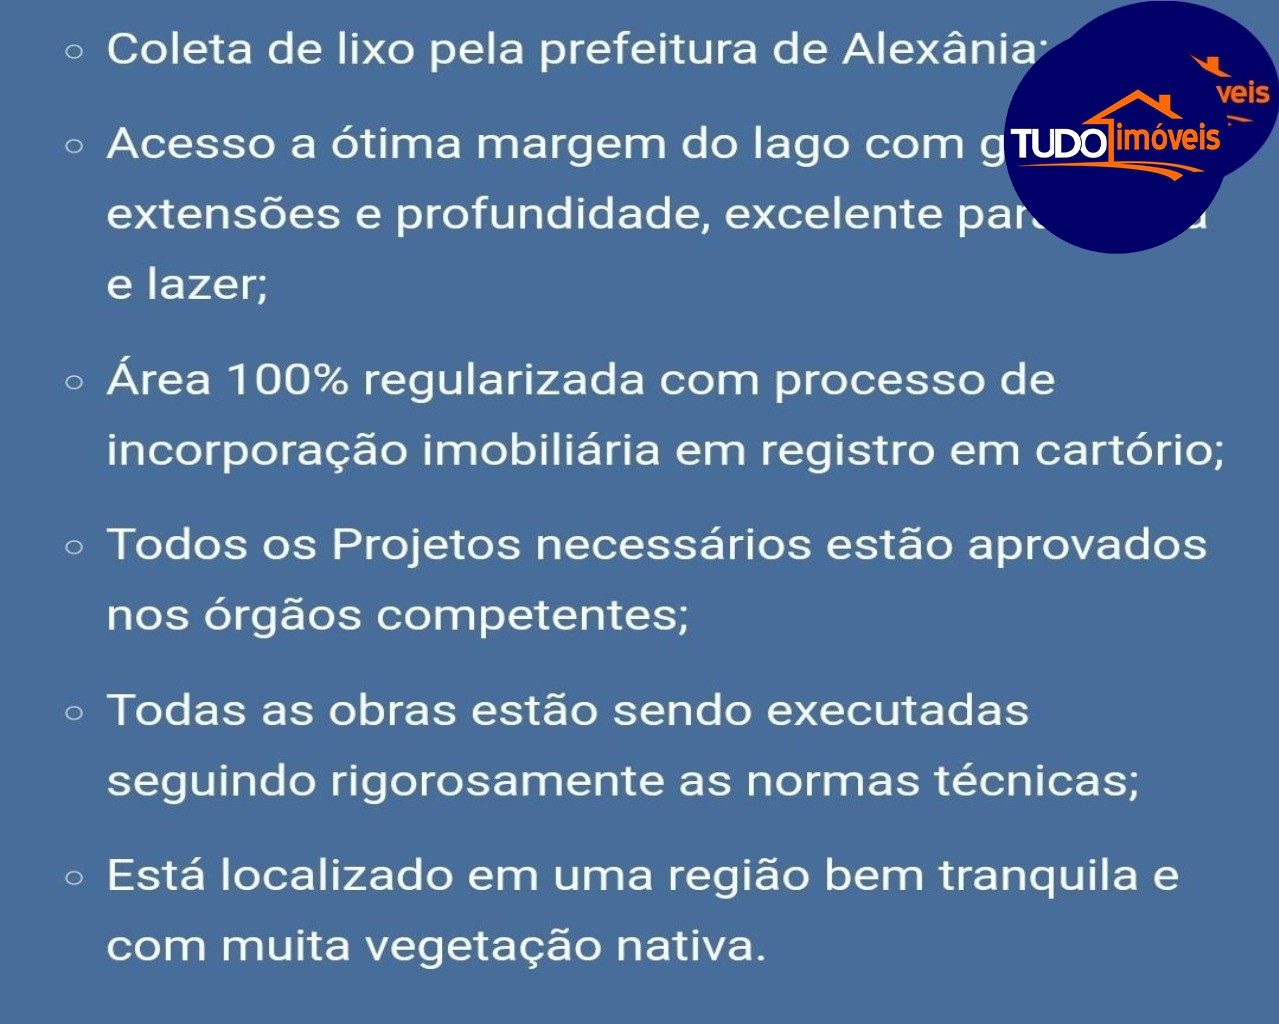 Coleta de lixo pela prefeitura de Alexânia;
Acesso a ótima margem do lago com
extensões e profundidade, excelente para
e lazer;
Área 100% regularizada com processo de
incorporação imobiliária em registro em cartório;
Todos os Projetos necessários estão aprovados
nos órgãos competentes;
Todas as obras estão sendo executadas
seguindo rigorosamente as normas técnicas;
Está localizado em uma região bem tranquila e
com muita vegetação nativa.
TUDO imóveis
veis